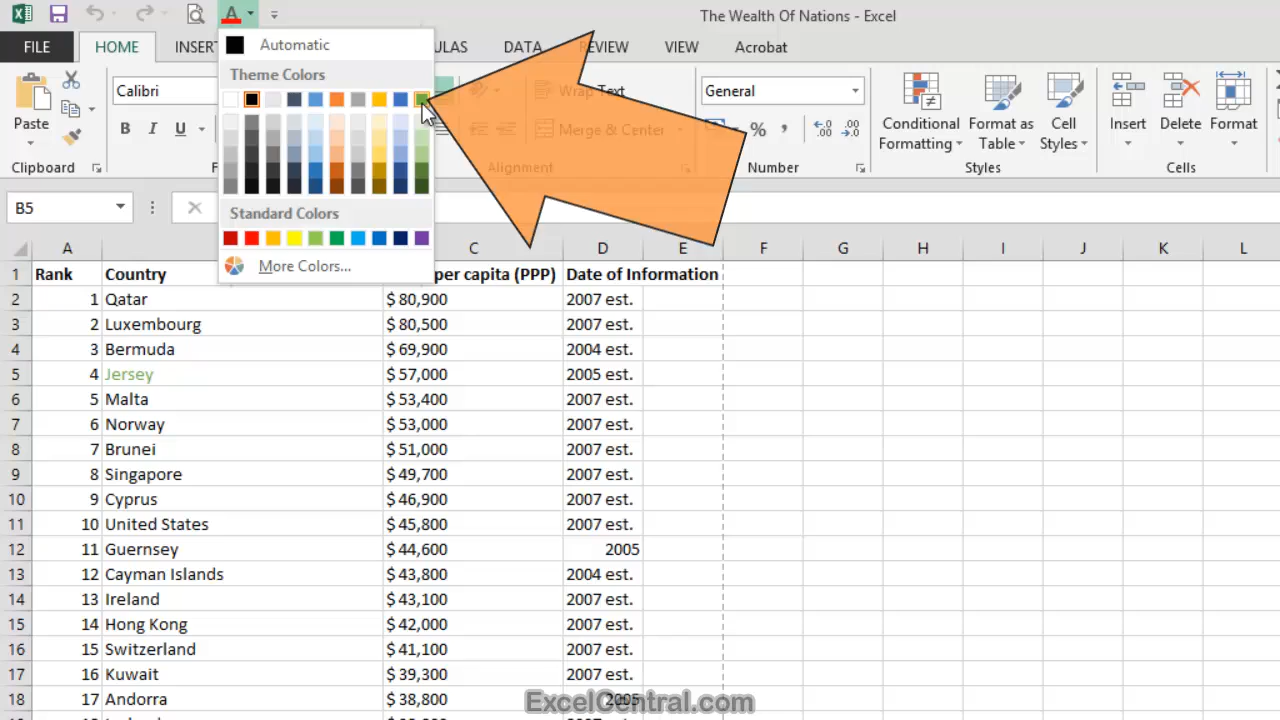 The Wealth Of Nations - Excel
FILE HOME INSERT ULAS DATA REVIEW VIEW Acrobat
Automatic
Theme Colors
Standard Colors
More Colors...
Paste
Clipboard
Calibri
B I U
F
Wrap Text
Merge & Center
Alignment
General
% ,
Number
Conditional Formatting
Format as Table
Cell Styles
Styles
Insert Delete Format
Cells
B5
A C D E F G H I J K L
1 Rank Country per capita (PPP) Date of Information
2 1 Qatar $ 80,900 2007 est.
3 2 Luxembourg $ 80,500 2007 est.
4 3 Bermuda $ 69,900 2004 est.
5 4 Jersey $ 57,000 2005 est.
6 5 Malta $ 53,400 2007 est.
7 6 Norway $ 53,000 2007 est.
8 7 Brunei $ 51,000 2007 est.
9 8 Singapore $ 49,700 2007 est.
10 9 Cyprus $ 46,900 2007 est.
11 10 United States $ 45,800 2007 est.
12 11 Guernsey $ 44,600 2005
13 12 Cayman Islands $ 43,800 2004 est.
14 13 Ireland $ 43,100 2007 est.
15 14 Hong Kong $ 42,000 2007 est.
16 15 Switzerland $ 41,100 2007 est.
17 16 Kuwait $ 39,300 2007 est.
18 17 Andorra $ 38,800 2005
ExcelCentral.com